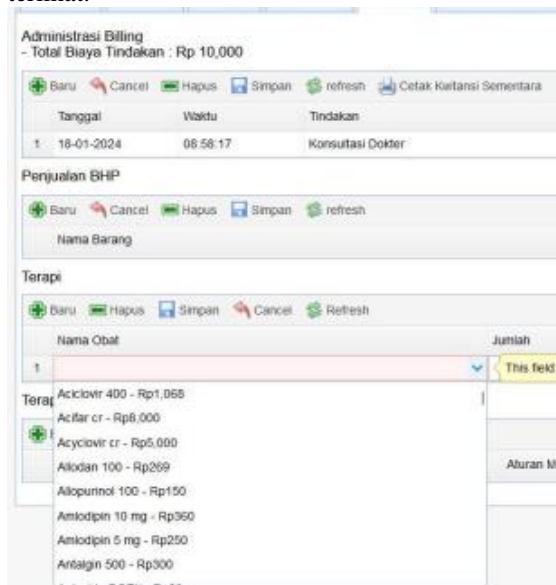 Administrasi Billing
- Total Biaya Tindakan : Rp 10,000
Baru Cancel Hapus Simpan refresh Cetak Kwitansi Sementara
Tanggal Waktu Tindakan
1 18-01-2024 08:58:17 Konsultasi Dokter
Penjualan BHP
Baru Cancel Hapus Simpan refresh
Nama Barang
Terapi
Baru Hapus Simpan Cancel Refresh
Nama Obat Jumlah
1 This field
Aciclovir 400 - Rp1,068
Terap
Acifar cr - Rp8,000
Acyclovir cr - Rp5,000
Allodan 100 - Rp269
Aturan M
Allopurinol 100 - Rp150
Amlodipin 10 mg - Rp360
Amlodipin 5 mg - Rp250
Antalgin 500 - Rp300